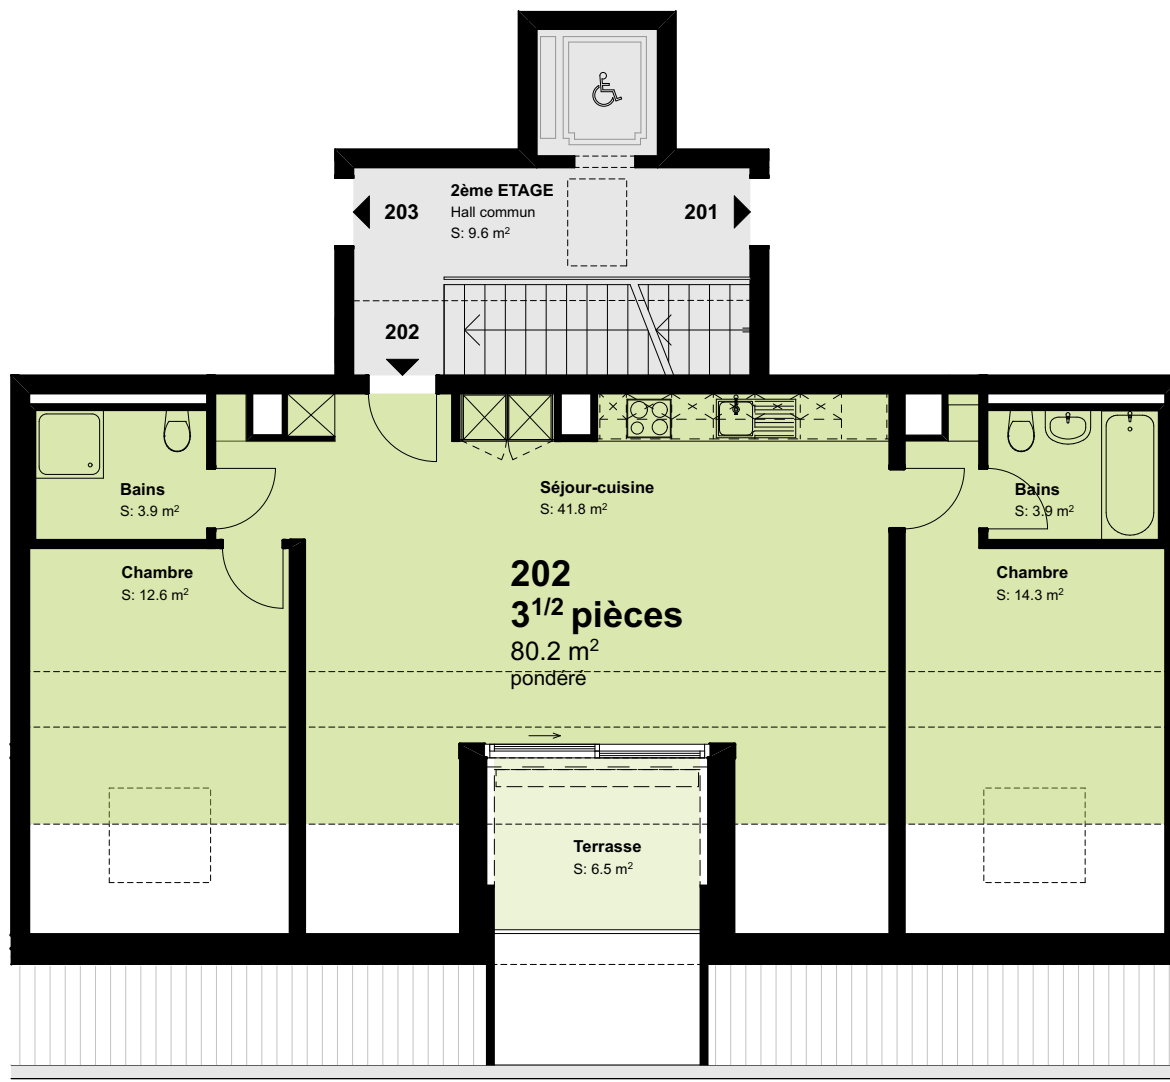 2ème ETAGE
Hall commun
S: 9.6 m²
203
201
202
Bains
S: 3.9 m²
Séjour-cuisine
S: 41.8 m²
Bains
S: 3.9 m²
Chambre
S: 12.6 m²
202
3¹/² pièces
80.2 m²
pondéré
Chambre
S: 14.3 m²
Terrasse
S: 6.5 m²